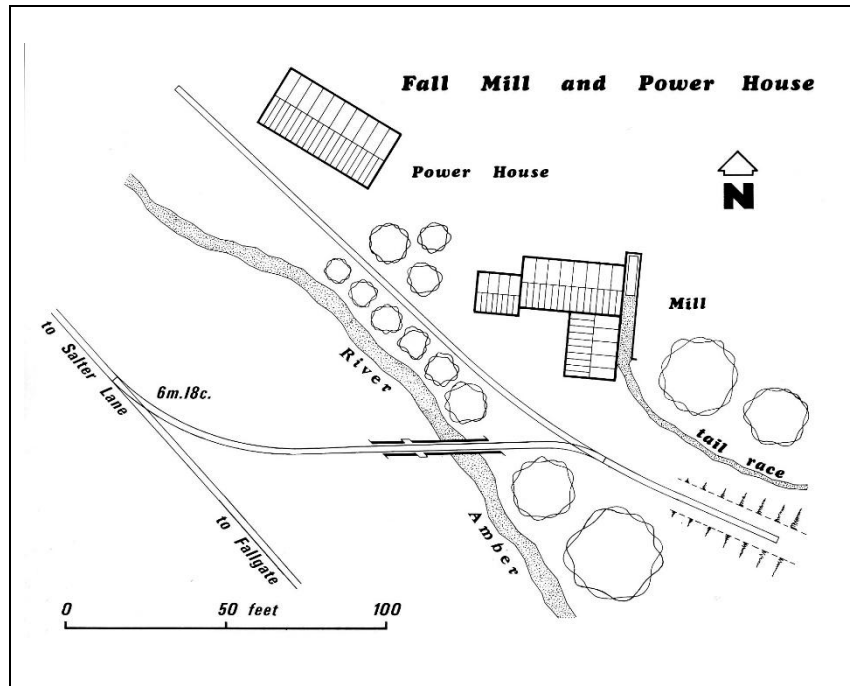 Fall Mill and Power House
Power House
N
Mill
to Salter Lane
6m.18c.
River
tail race
to Fallgate
Amber
0 50 feet 100